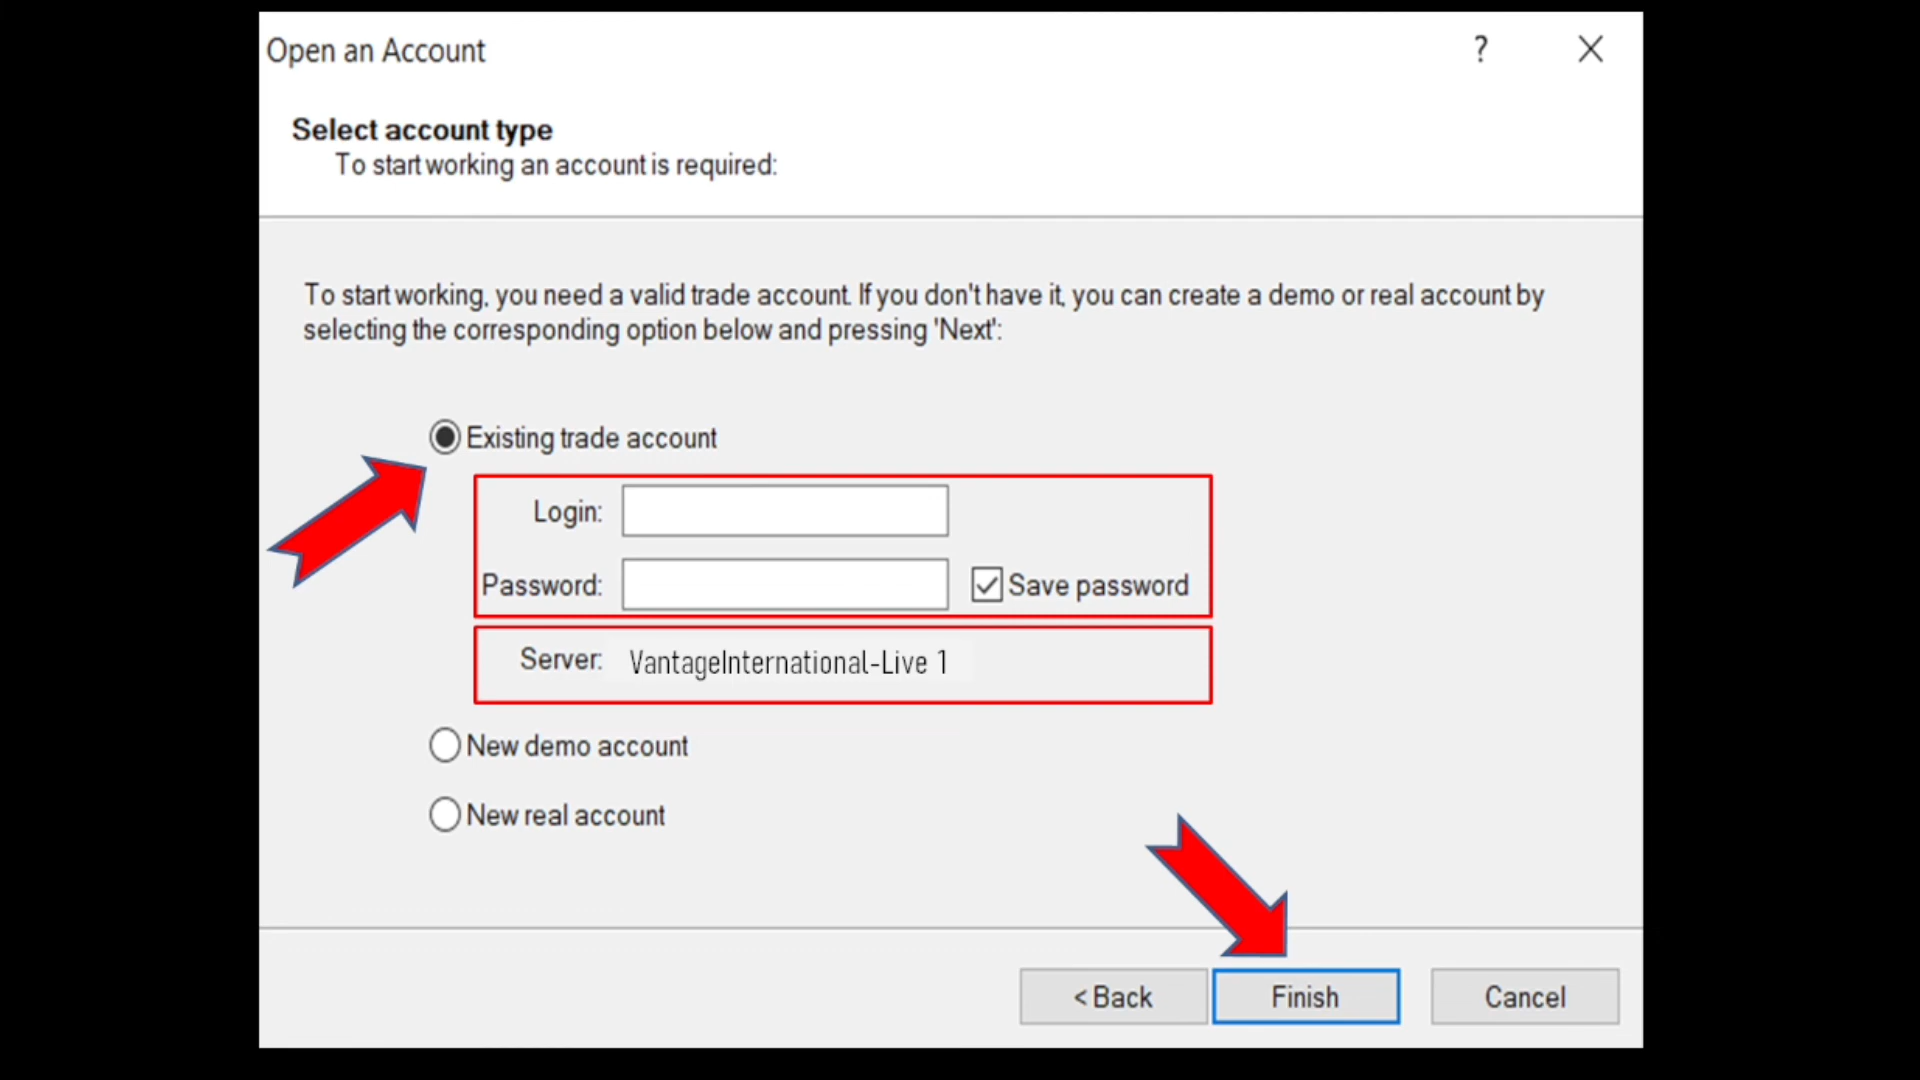 Open an Account
?
Select account type
To start working an account is required:
To start working, you need a valid trade account. If you don't have it, you can create a demo or real account by
selecting the corresponding option below and pressing 'Next':
Existing trade account
Login:
Password:
Save password
Server: VantageInternational-Live 1
New demo account
New real account
< Back
Finish
Cancel